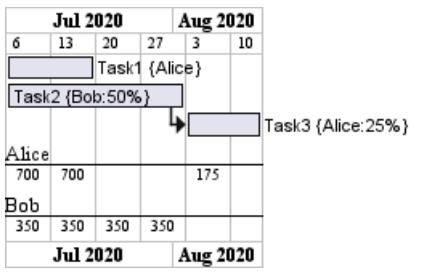 Jul 2020 Aug 2020
6 13 20 27 3 10
Task1 {Alice}
Task2 {Bob:50%}
Task3 {Alice:25%}
Alice
700 700 175
Bob
350 350 350 350
Jul 2020 Aug 2020